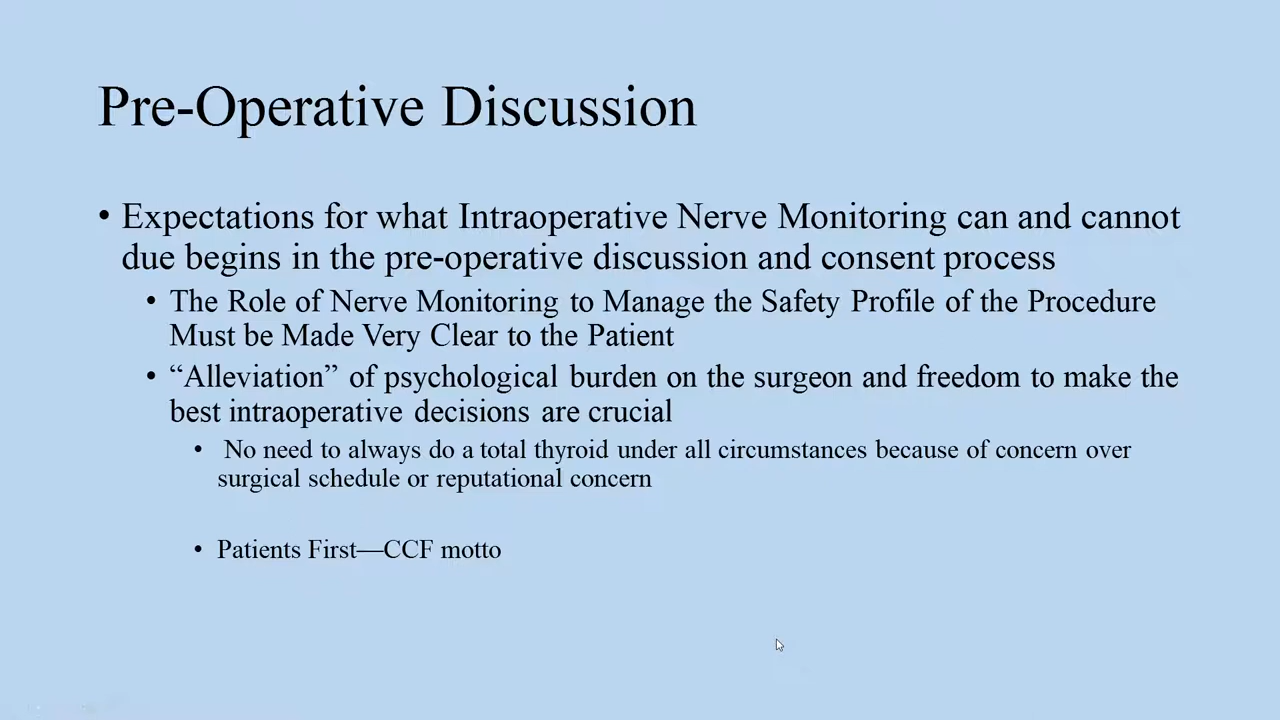 Pre-Operative Discussion
• Expectations for what Intraoperative Nerve Monitoring can and cannot
due begins in the pre-operative discussion and consent process
• The Role of Nerve Monitoring to Manage the Safety Profile of the Procedure
Must be Made Very Clear to the Patient
• “Alleviation” of psychological burden on the surgeon and freedom to make the
best intraoperative decisions are crucial
• No need to always do a total thyroid under all circumstances because of concern over
surgical schedule or reputational concern
• Patients First—CCF motto